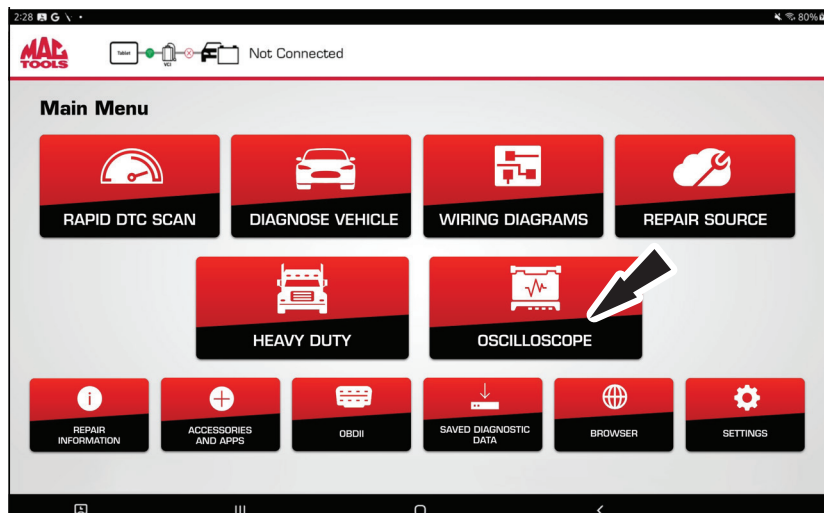 2:28
80%
MAC
TOOLS
Tablet
VCI
Not Connected
Main Menu
RAPID DTC SCAN
DIAGNOSE VEHICLE
WIRING DIAGRAMS
REPAIR SOURCE
HEAVY DUTY
OSCILLOSCOPE
REPAIR
INFORMATION
ACCESSORIES
AND APPS
OBDII
SAVED DIAGNOSTIC
DATA
BROWSER
SETTINGS